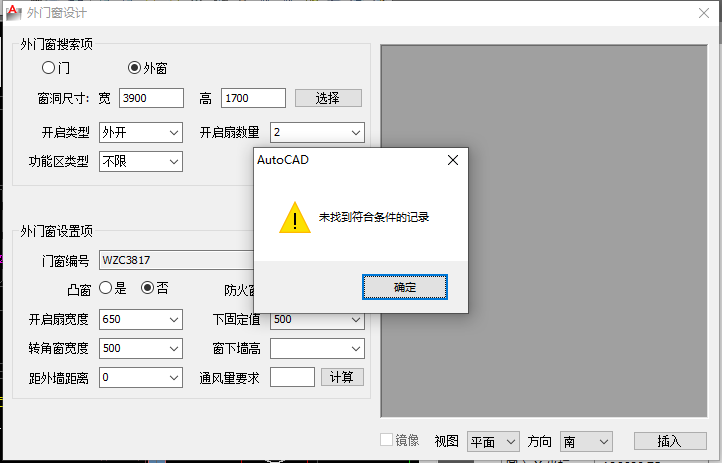 外门窗设计
外门窗搜索项
门 外窗
窗洞尺寸: 宽 3900 高 1700 选择
开启类型 外开 开启扇数量 2
功能区类型 不限
AutoCAD
未找到符合条件的记录
确定
外门窗设置项
门窗编号 WZC3817
凸窗 是 否 防火窗
开启扇宽度 650 下固定值 500
转角窗宽度 500 窗下墙高
距外墙距离 0 通风量要求 计算
镜像 视图 平面 方向 南 插入